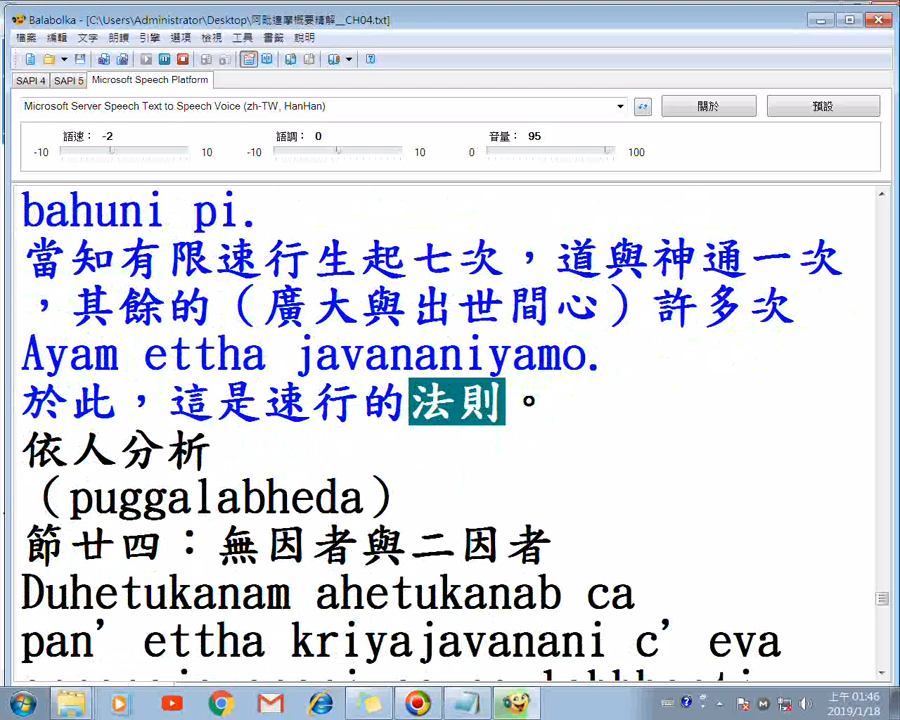 Balabolka - [C:\Users\Administrator\Desktop\阿毗達摩概要精解__CH04.txt]
檔案 編輯 文字 朗讀 引擎 選項 檢視 工具 書籤 說明
SAPI 4 SAPI 5 Microsoft Speech Platform
Microsoft Server Speech Text to Speech Voice (zh-TW, HanHan) 關於 預設
語速： -2 語調： 0 音量： 95
-10 10 -10 10 0 100
bahuni pi.
當知有限速行生起七次，道與神通一次
，其餘的（廣大與出世間心）許多次
Ayam ettha javananiyamo.
於此，這是速行的法則。
依人分析
（puggalabheda）
節廿四：無因者與二因者
Duhetukanam ahetukanab ca
pan’ ettha kriyajavanani c’ eva
上午 01:46
2019/1/18